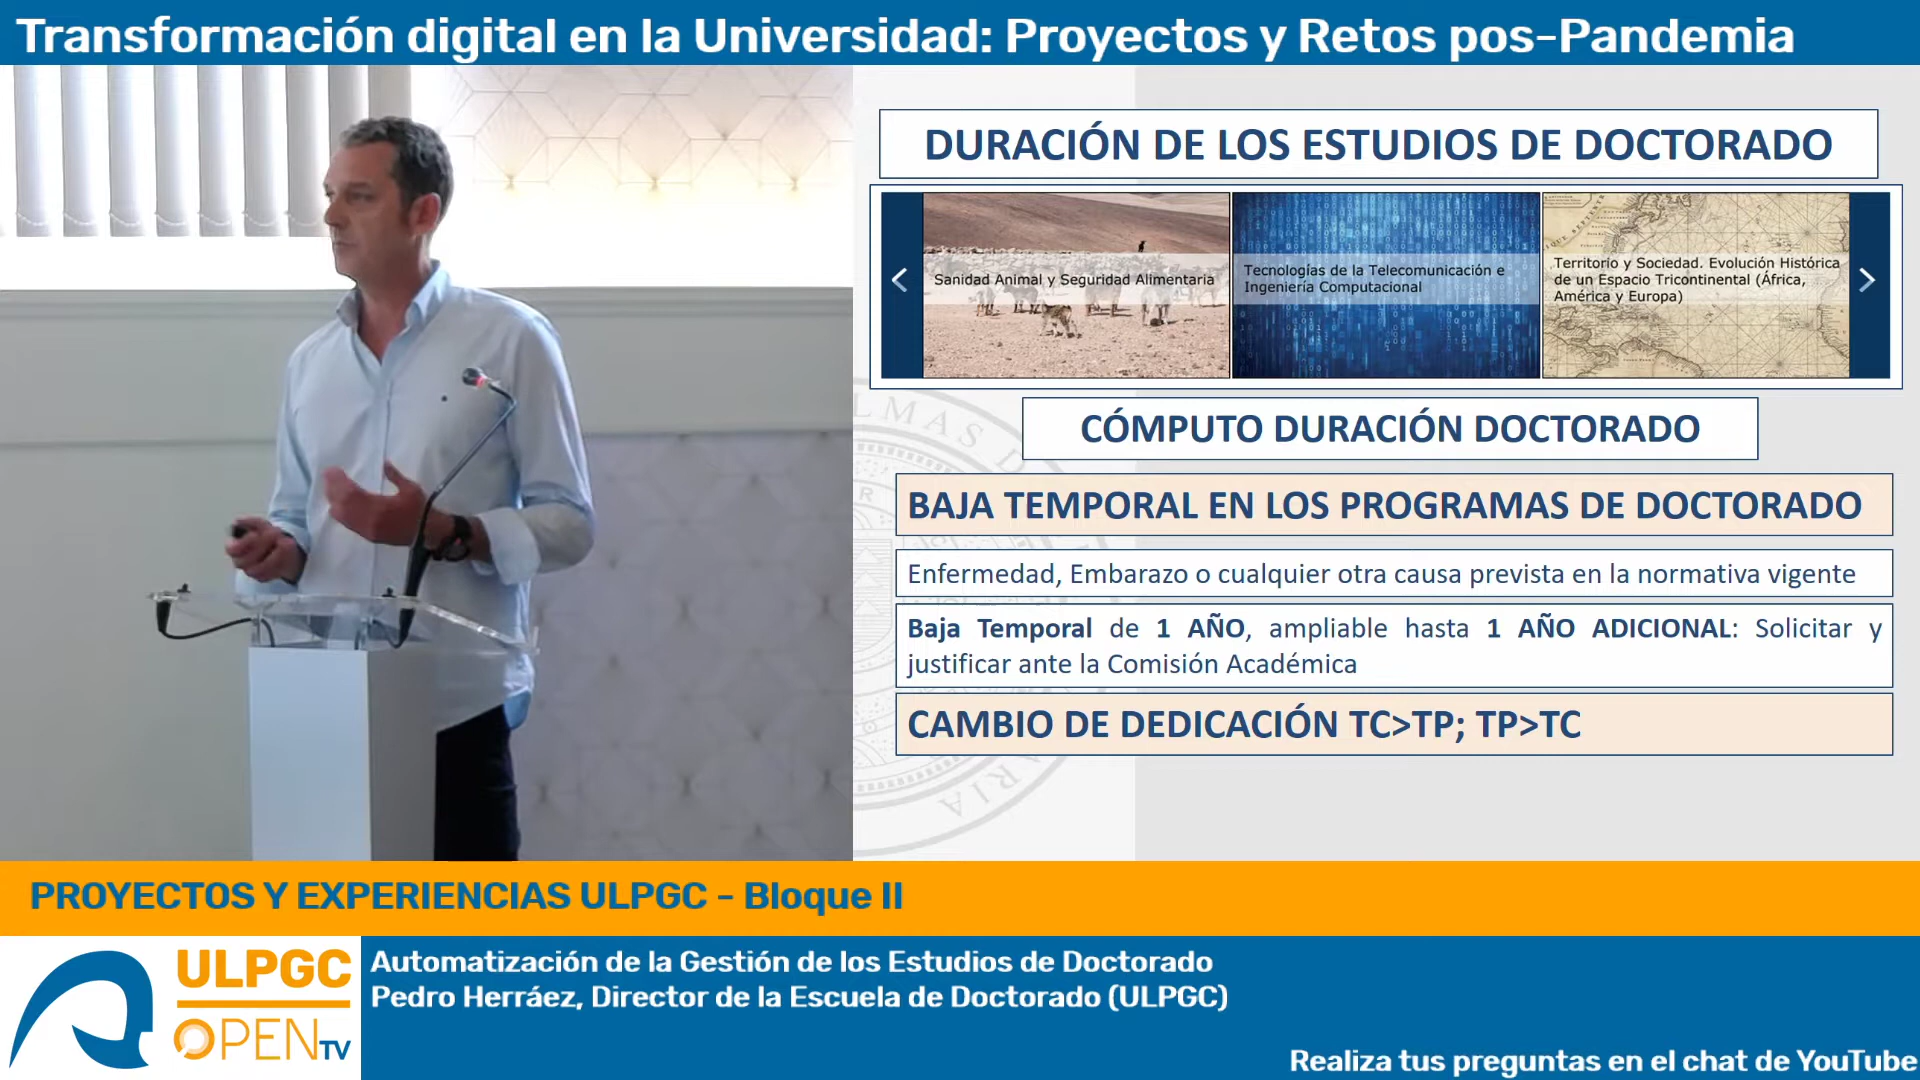 Transformación digital en la Universidad: Proyectos y Retos pos-Pandemia
DURACIÓN DE LOS ESTUDIOS DE DOCTORADO
Sanidad Animal y Seguridad Alimentaria
Tecnologías de la Telecomunicación e
Ingeniería Computacional
Territorio y Sociedad. Evolución Histórica
de un Espacio Tricontinental (África,
América y Europa)
CÓMPUTO DURACIÓN DOCTORADO
BAJA TEMPORAL EN LOS PROGRAMAS DE DOCTORADO
Enfermedad, Embarazo o cualquier otra causa prevista en la normativa vigente
Baja Temporal de 1 AÑO, ampliable hasta 1 AÑO ADICIONAL: Solicitar y
justificar ante la Comisión Académica
CAMBIO DE DEDICACIÓN TC>TP; TP>TC
PROYECTOS Y EXPERIENCIAS ULPGC - Bloque II
ULPGC
OPENTV
Automatización de la Gestión de los Estudios de Doctorado
Pedro Herráez, Director de la Escuela de Doctorado (ULPGC)
Realiza tus preguntas en el chat de YouTube